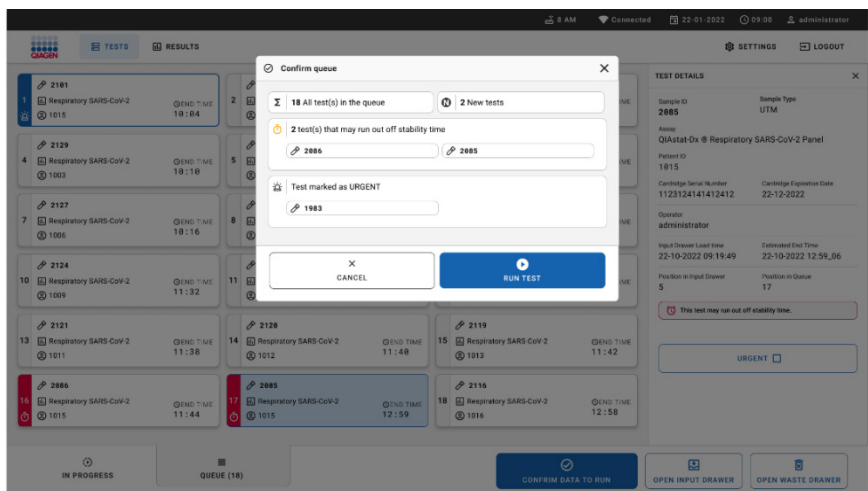 8 AM Connected 22-01-2022 09:00 administrator
QIAGEN TESTS RESULTS SETTINGS LOGOUT
Confirm queue
Σ 18 All test(s) in the queue
2 New tests
2 test(s) that may run out off stability time
2086 2085
Test marked as URGENT
1983
CANCEL
RUN TEST
2101
1 Respiratory SARS-CoV-2 END TIME
1015 10:04
2
2129
4 Respiratory SARS-CoV-2 END TIME
1003 10:10
5
2127
7 Respiratory SARS-CoV-2 END TIME
1006 10:16
8
2124
10 Respiratory SARS-CoV-2 END TIME
1009 11:32
11
2121
13 Respiratory SARS-CoV-2 END TIME
1011 11:38
2120
14 Respiratory SARS-CoV-2 END TIME
1012 11:40
2119
15 Respiratory SARS-CoV-2 END TIME
1013 11:42
2086
16 Respiratory SARS-CoV-2 END TIME
1015 11:44
2085
17 Respiratory SARS-CoV-2 END TIME
1015 12:59
2116
18 Respiratory SARS-CoV-2 END TIME
1016 12:58
TEST DETAILS
Sample ID Sample Type
2085 UTM
Assay
QIAstat-Dx ® Respiratory SARS-CoV-2 Panel
Patient ID
1015
Cartridge Serial Number Cartridge Expiration Date
1123124141412412 22-12-2022
Operator
administrator
Input Drawer Load time Estimated End Time
22-10-2022 09:19:49 22-10-2022 12:59_06
Position in Input Drawer Position in Queue
5 17
This test may run out off stability time.
URGENT
IN PROGRESS
QUEUE (18)
CONFRIM DATA TO RUN
OPEN INPUT DRAWER
OPEN WASTE DRAWER